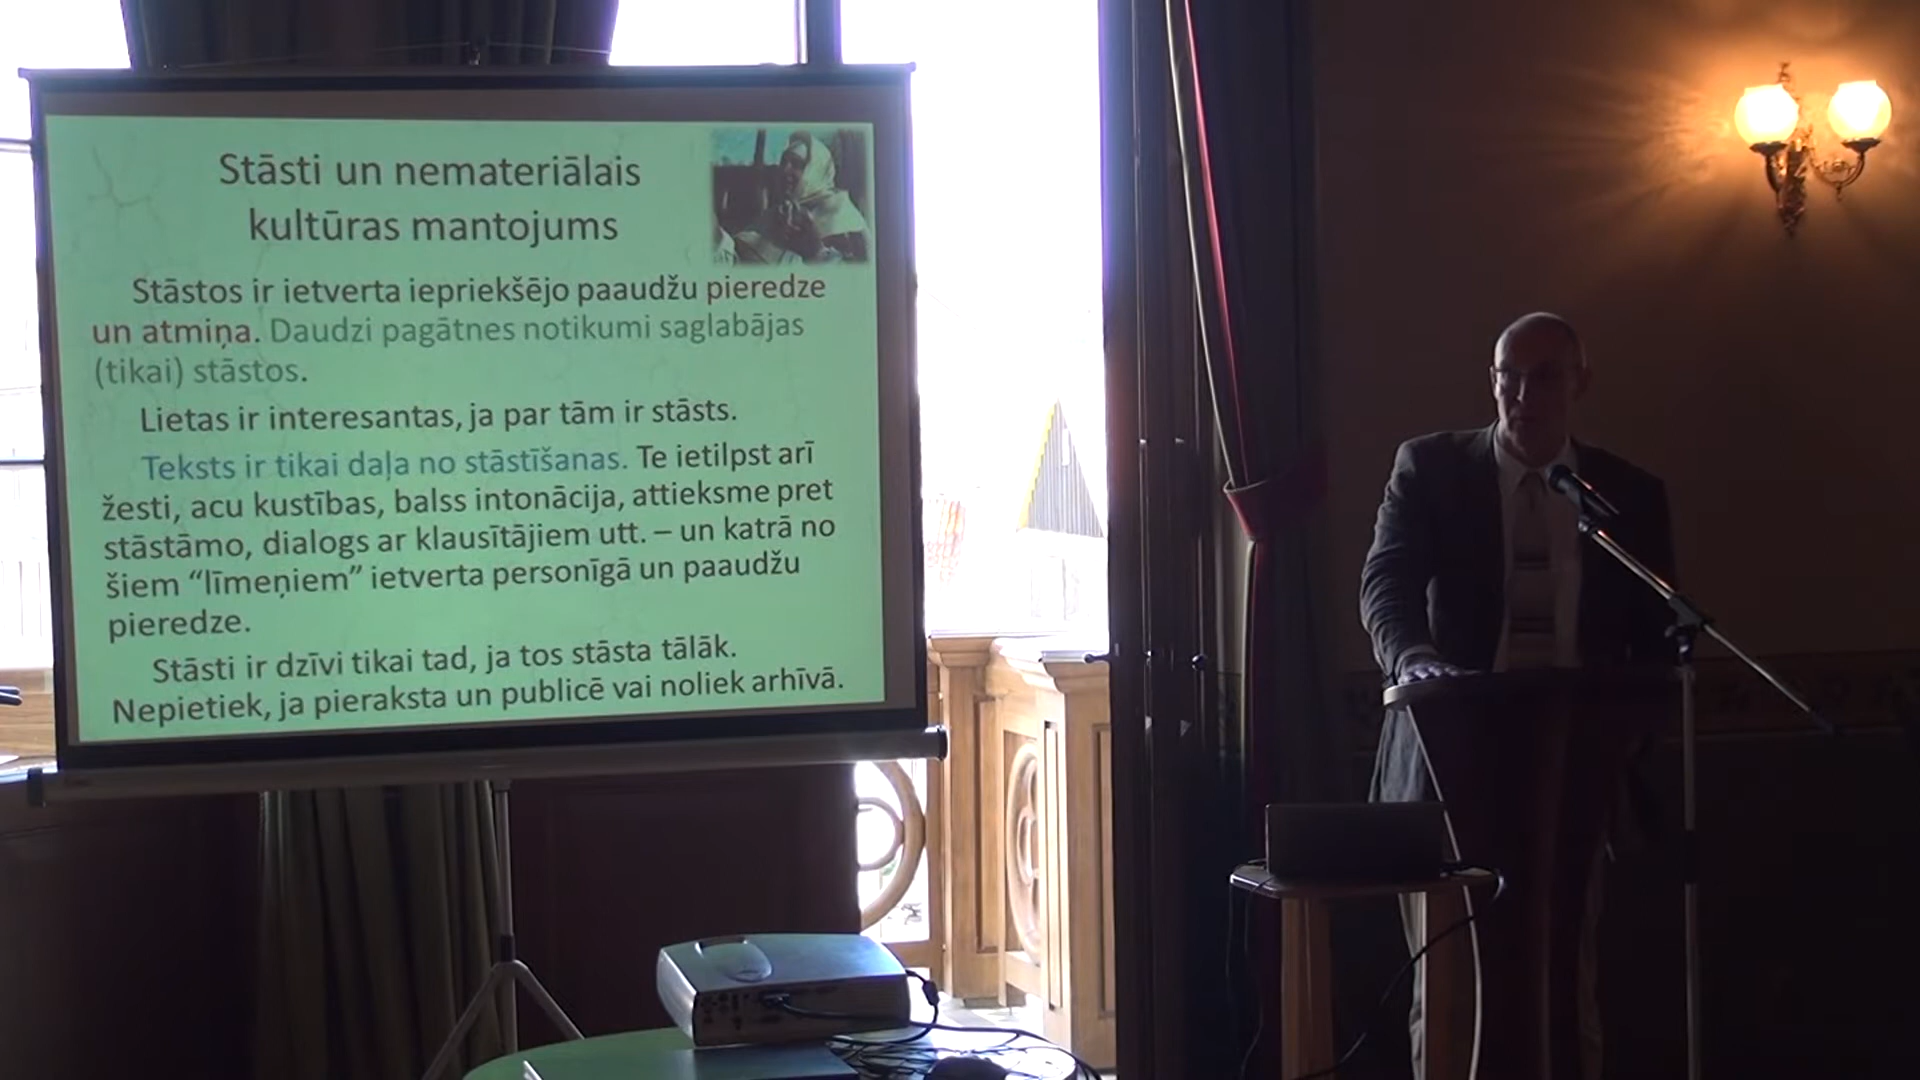 Stāsti un nemateriālais
kultūras mantojums
Stāstos ir ietverta iepriekšējo paaudžu pieredze
un atmiņa. Daudzi pagātnes notikumi saglabājas
(tikai) stāstos.
Lietas ir interesantas, ja par tām ir stāsts.
Teksts ir tikai daļa no stāstīšanas. Te ietilpst arī
žesti, acu kustības, balss intonācija, attieksme pret
stāstāmo, dialogs ar klausītājiem utt. – un katrā no
šiem “līmeņiem” ietverta personīgā un paaudžu
pieredze.
Stāsti ir dzīvi tikai tad, ja tos stāsta tālāk.
Nepietiek, ja pieraksta un publicē vai noliek arhīvā.